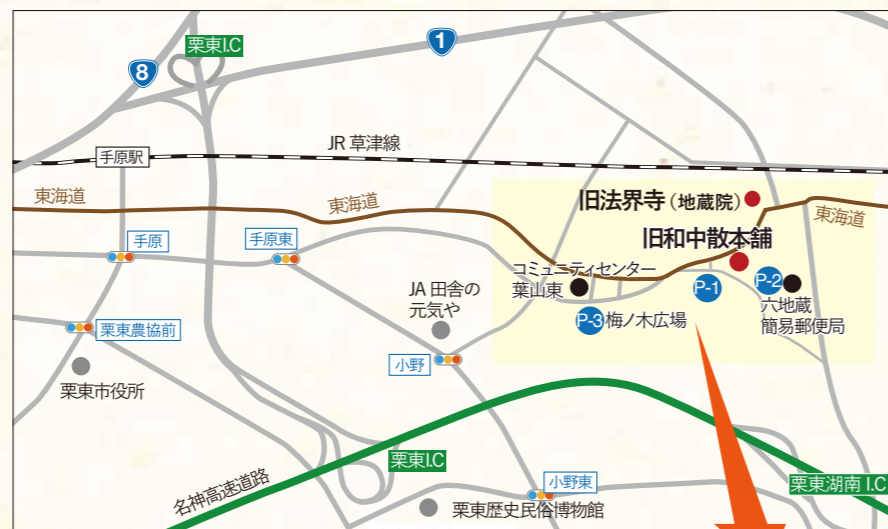 栗東I.C
1
8
JR 草津線
手原駅
東海道
東海道
旧法界寺（地蔵院）
東海道
手原
手原東
旧和中散本舗
コミュニティセンター
葉山東
P-1
P-2
六地蔵
簡易郵便局
JA 田舎の
元気や
P-3 梅ノ木広場
栗東農協前
小野
栗東市役所
栗東I.C
栗東湖南 I.C
名神高速道路
小野東
栗東歴史民俗博物館